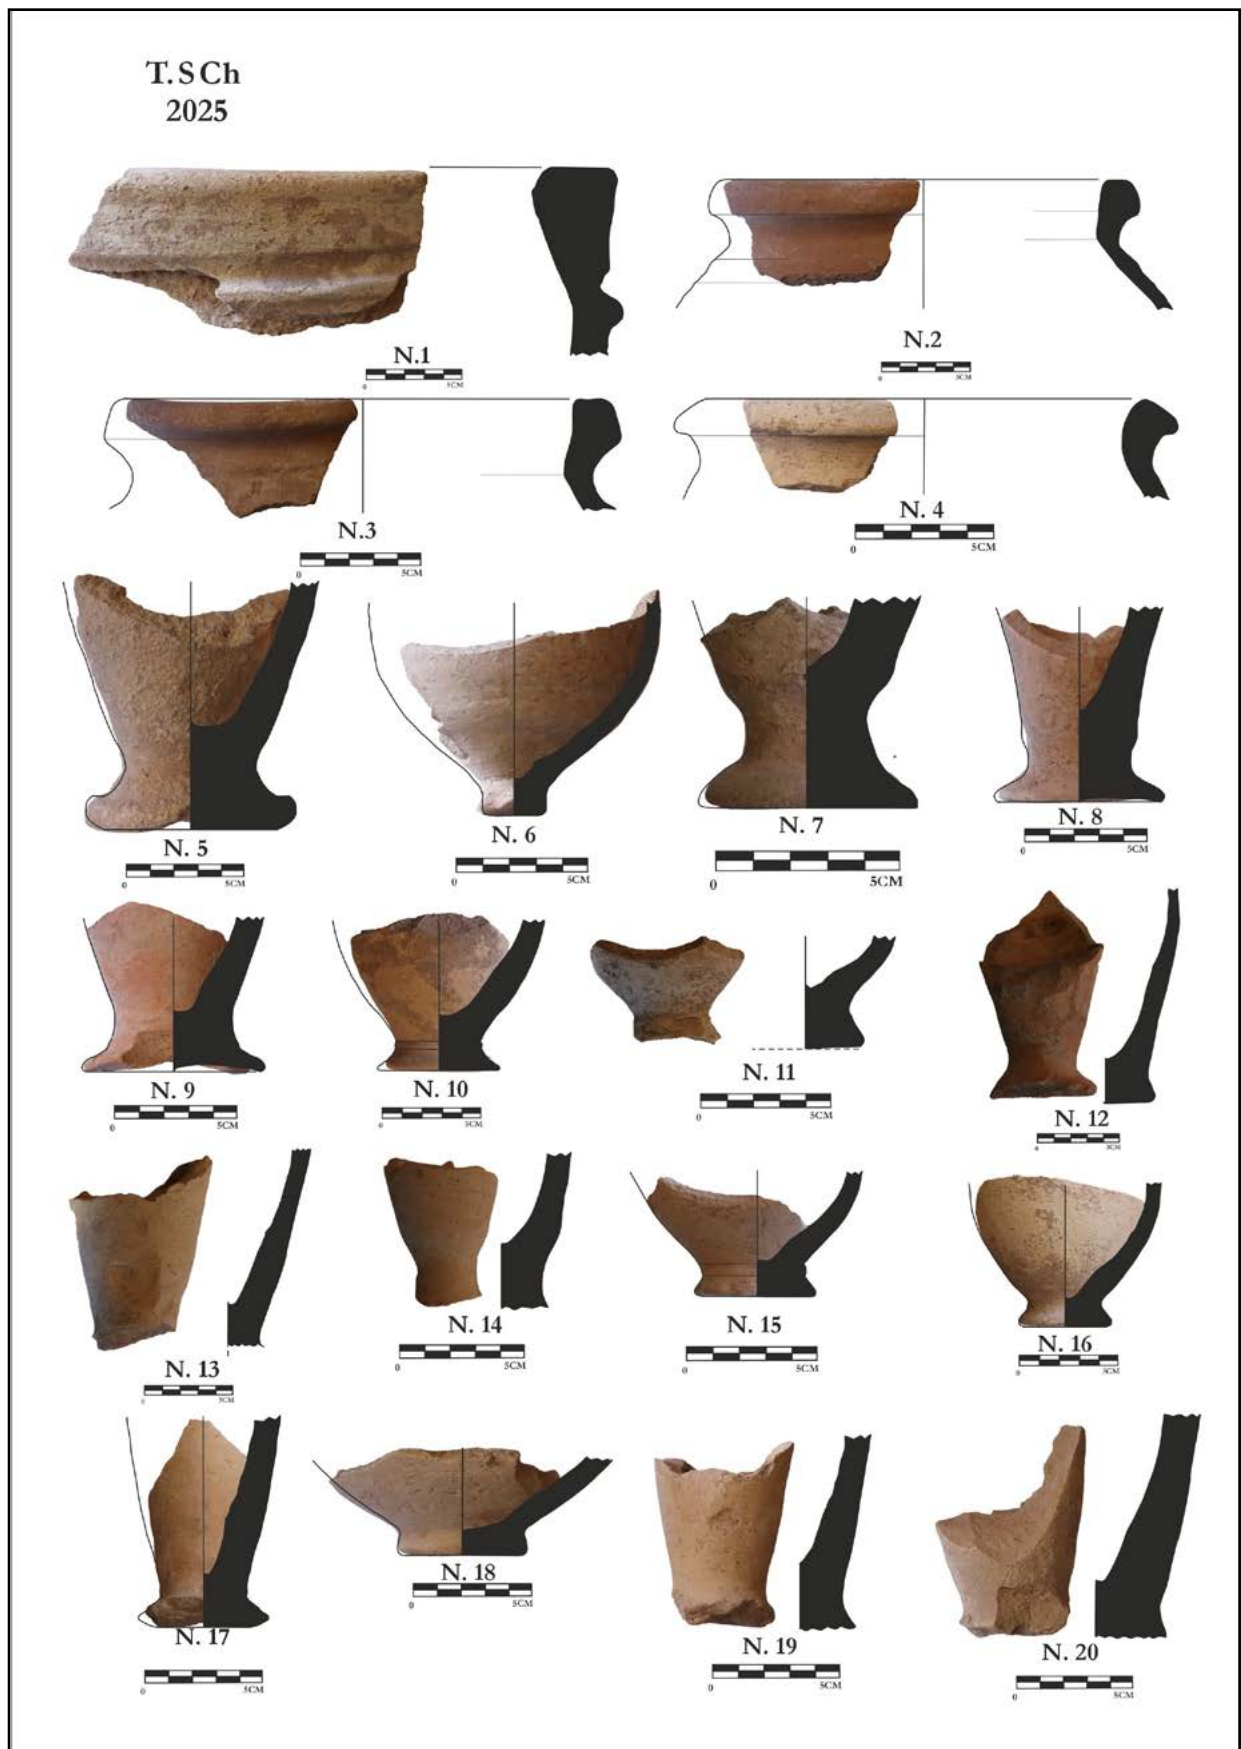 T. S Ch
2025
N.1
0 5CM
N.2
0 5CM
N.3
0 5CM
N. 4
0 5CM
N. 5
0 5CM
N. 6
0 5CM
N. 7
0 5CM
N. 8
0 5CM
N. 9
0 5CM
N. 10
0 5CM
N. 11
0 5CM
N. 12
0 5CM
N. 13
0 5CM
N. 14
0 5CM
N. 15
0 5CM
N. 16
0 5CM
N. 17
0 5CM
N. 18
0 5CM
N. 19
0 5CM
N. 20
0 5CM